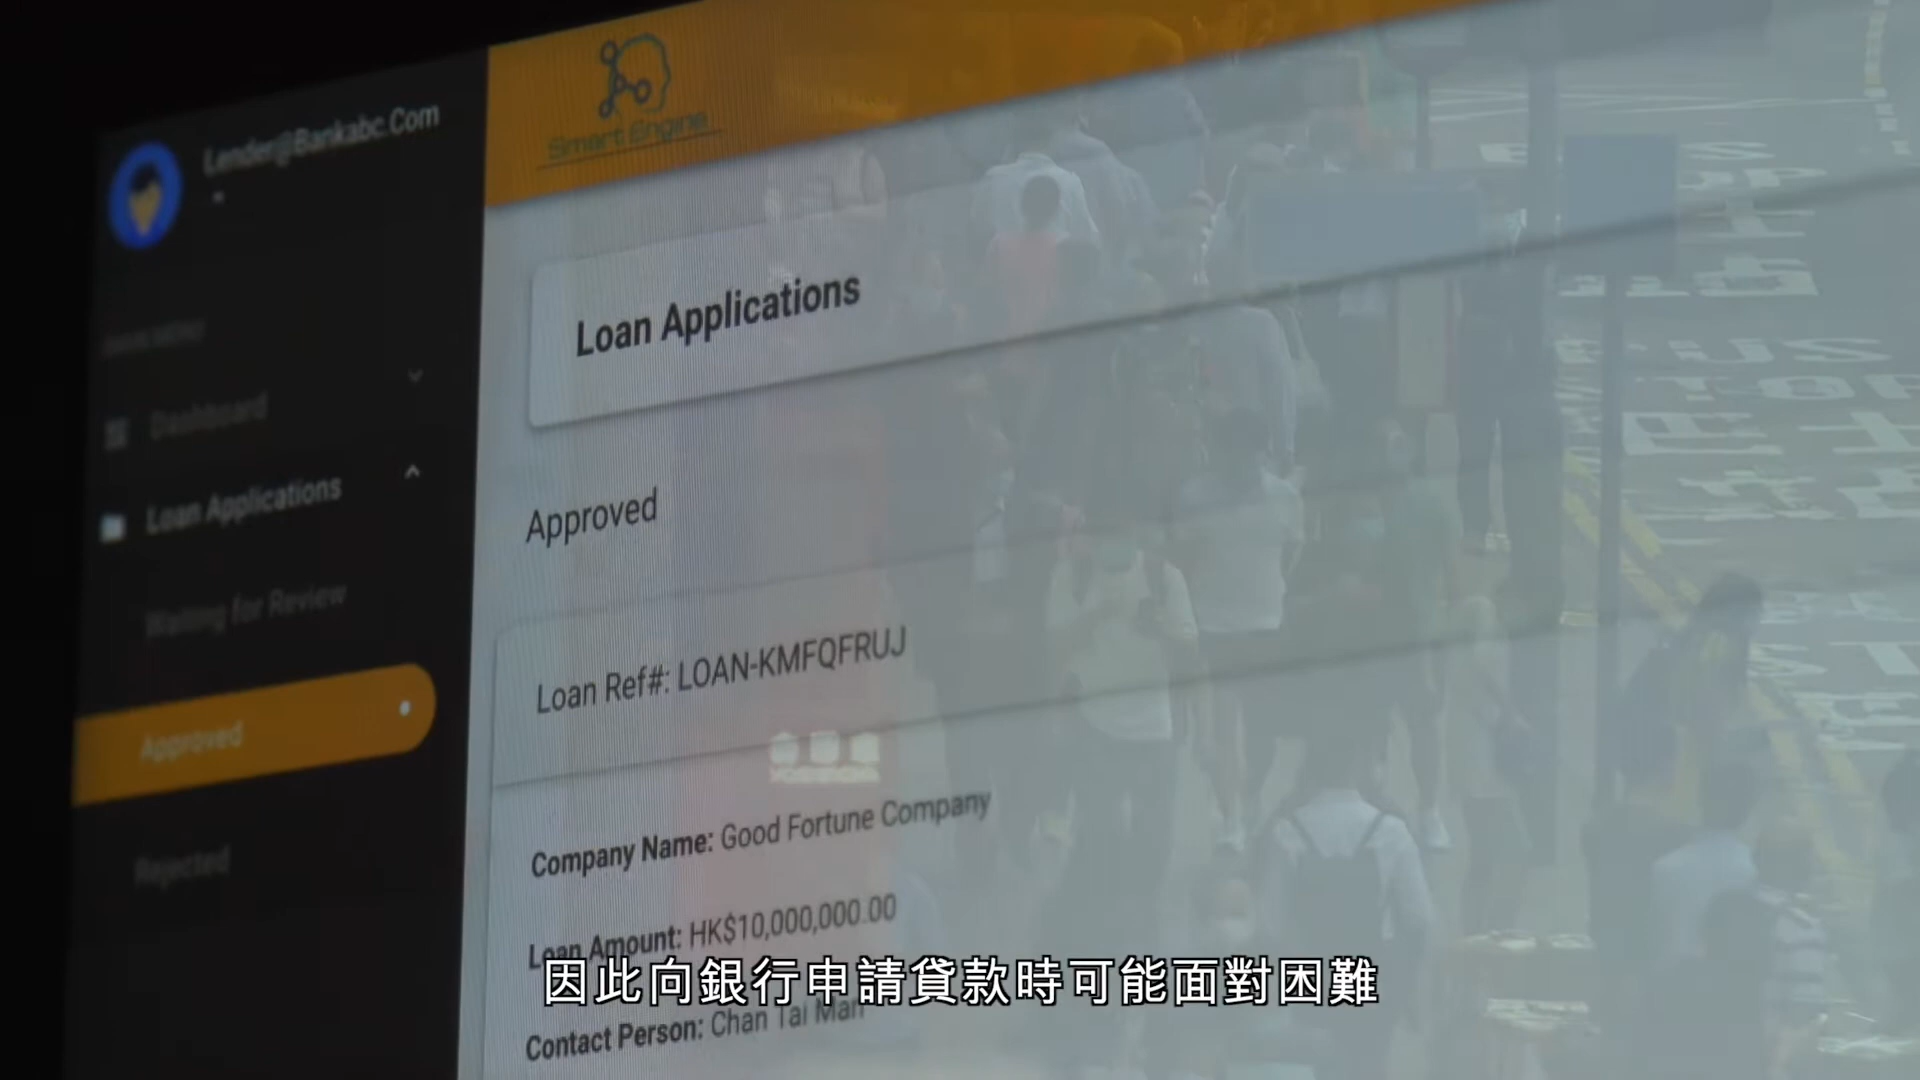 Lender@Bankabc.Com
Dashboard
Loan Applications
Waiting for Review
Approved
Rejected
Smart Engine
Loan Applications
Approved
Loan Ref#: LOAN-KMFQFRUJ
Company Name: Good Fortune Company
Loan Amount: HK$10,000,000.00
Contact Person: Chan Tai Man
因此向銀行申請貸款時可能面對困難